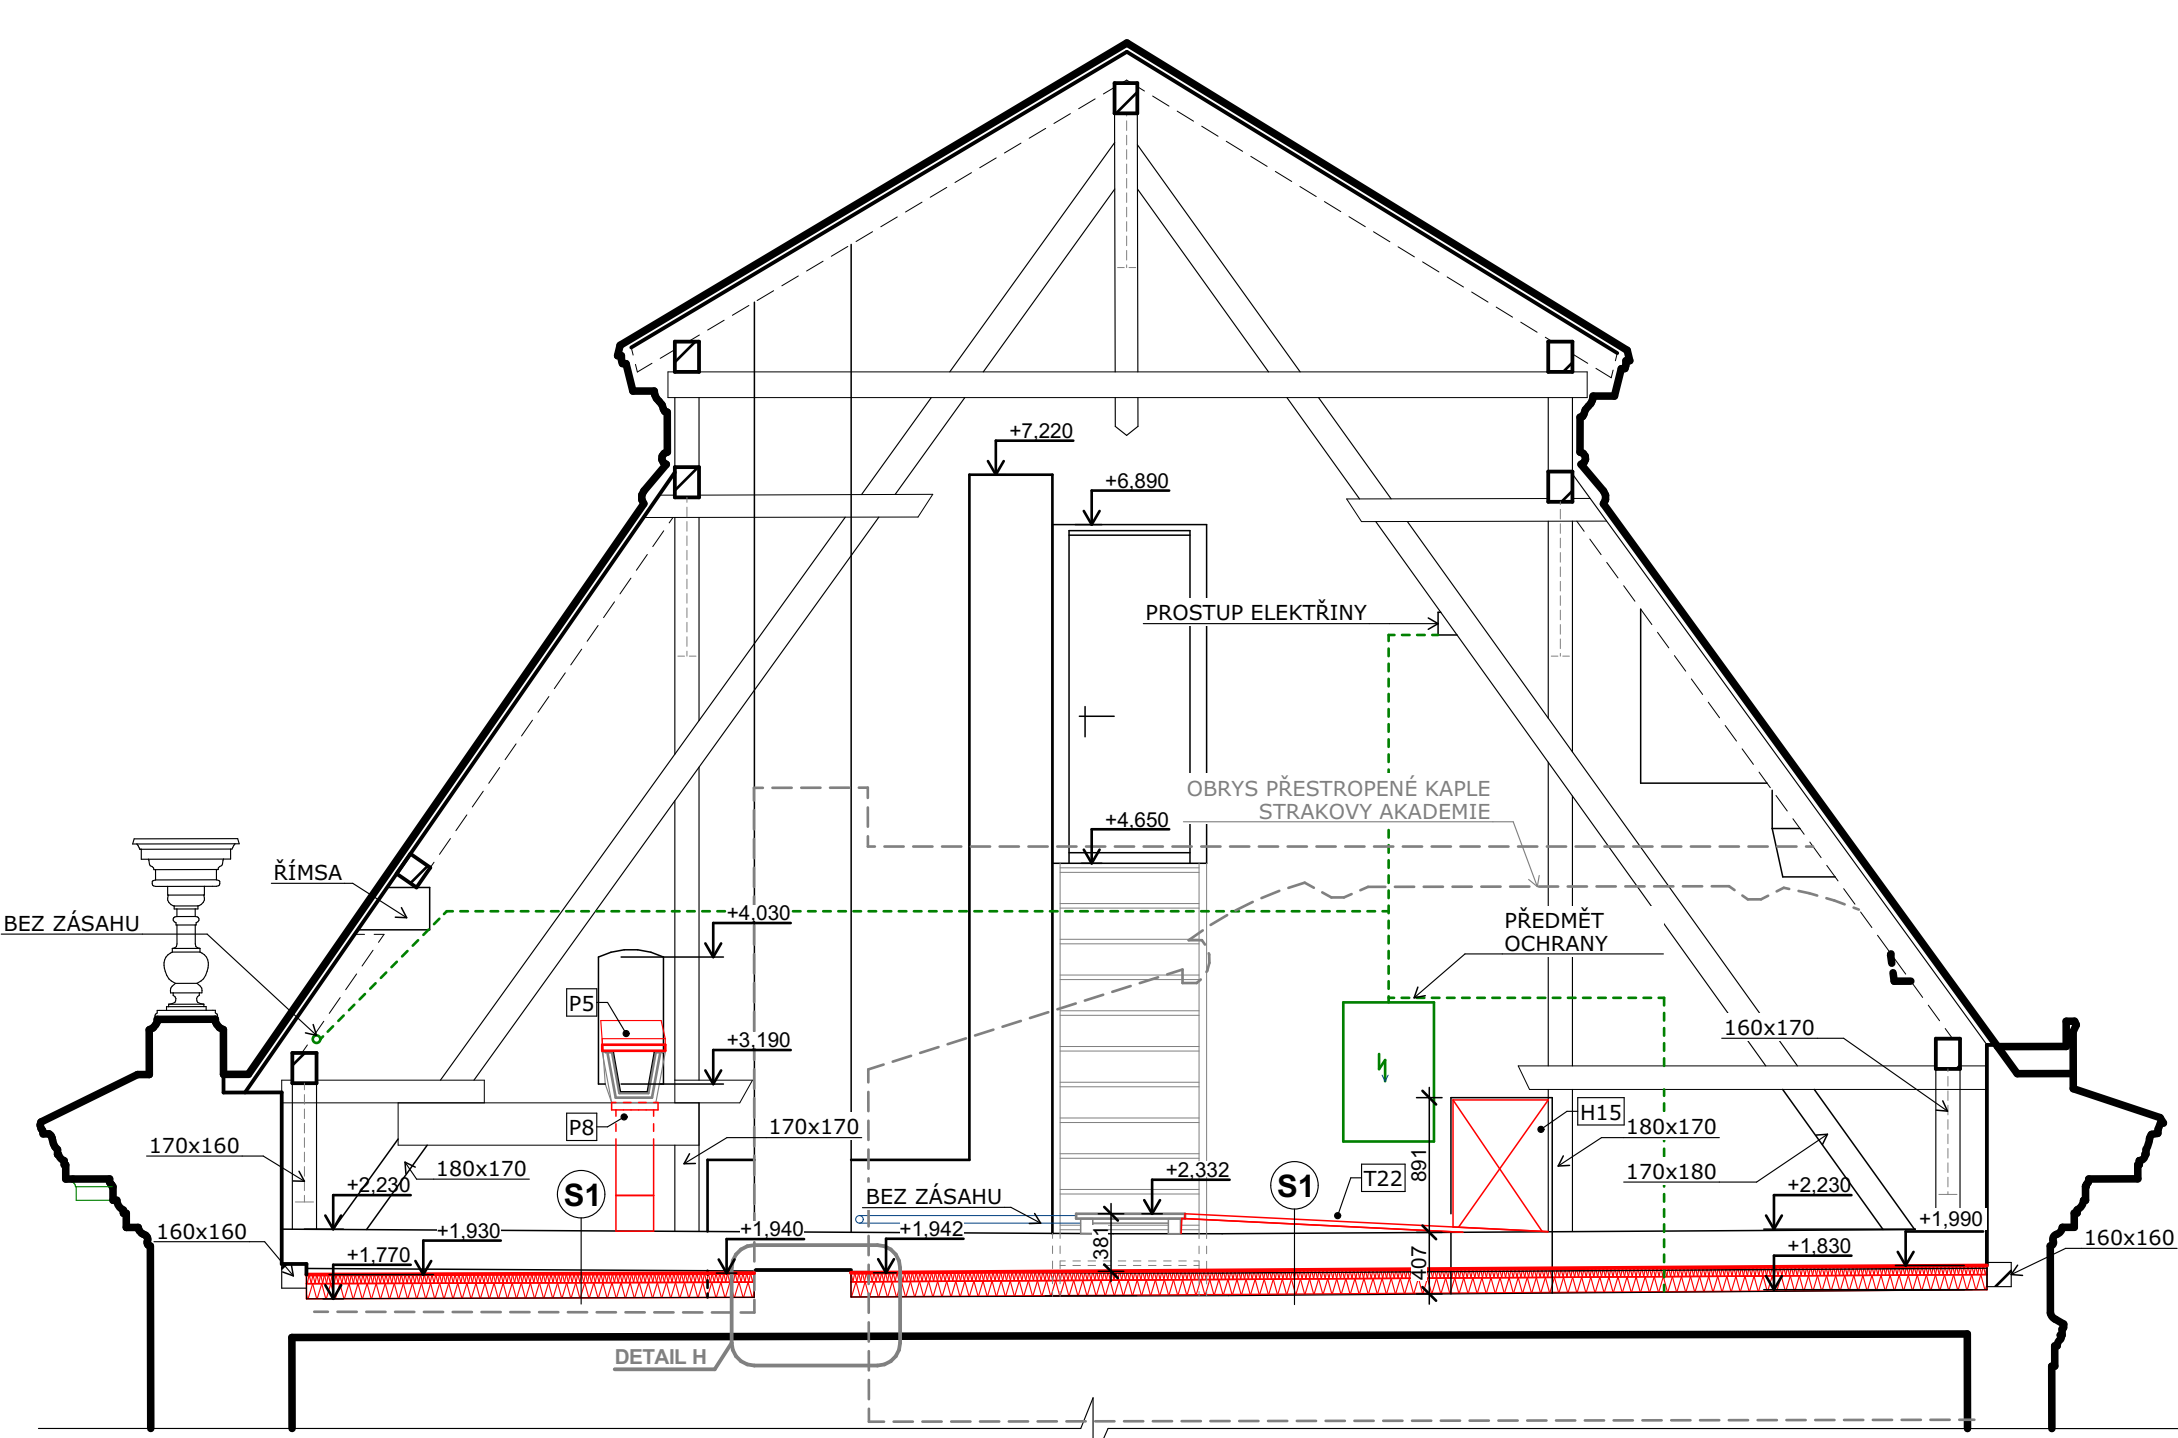 +7,220
+6,890
PROSTUP ELEKTŘINY
OBRYS PŘESTROPENÉ KAPLE
STRAKOVY AKADEMIE
+4,650
ŘÍMSA
BEZ ZÁSAHU
+4,030
PŘEDMĚT
OCHRANY
P5
+3,190
160x170
P8
170x170
H15
180x170
170x160
180x170
891
170x180
S1
+2,332
S1
T22
+2,230
+2,230
BEZ ZÁSAHU
+1,990
160x160
+1,930
+1,940
+1,942
381
407
+1,770
+1,830
160x160
DETAIL H